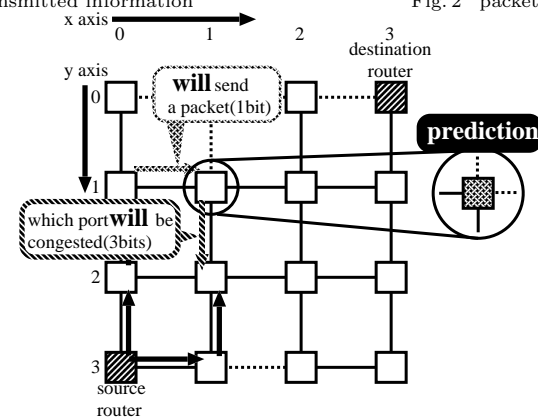 nsmitted information
Fig. 2 packet
x axis
0 1 2 3
destination
router
y axis
0
will send
a packet(1bit)
prediction
1
which port will be
congested(3bits)
2
3
source
router